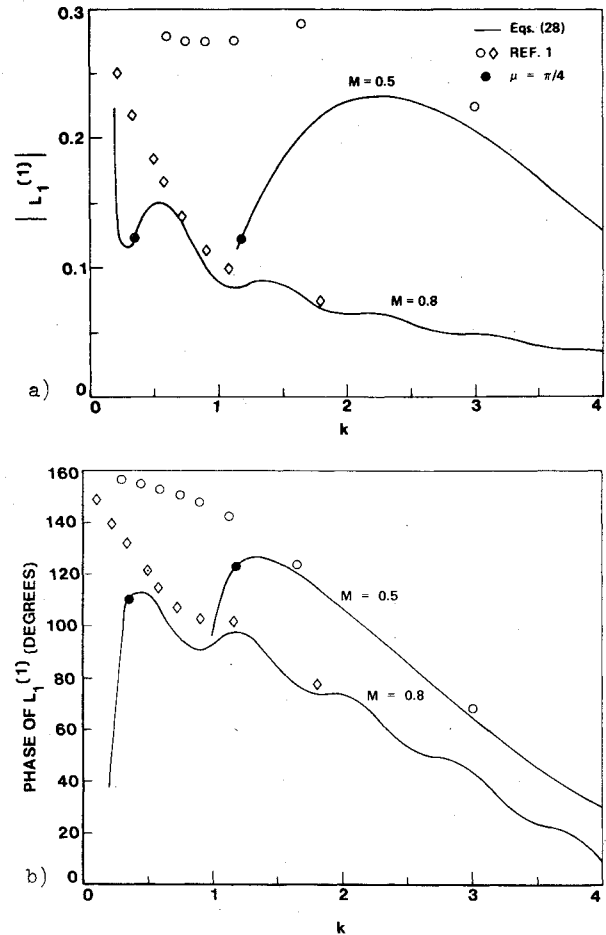 0.3
0.2
0.1
0
| L₁⁽¹⁾ |
—— Eqs. (28)
○ ◇ REF. 1
● μ = π/4
M = 0.5
M = 0.8
a)
0 1 2 3 4
k
160
140
120
100
80
60
40
20
0
PHASE OF L₁⁽¹⁾ (DEGREES)
M = 0.5
M = 0.8
b)
0 1 2 3 4
k